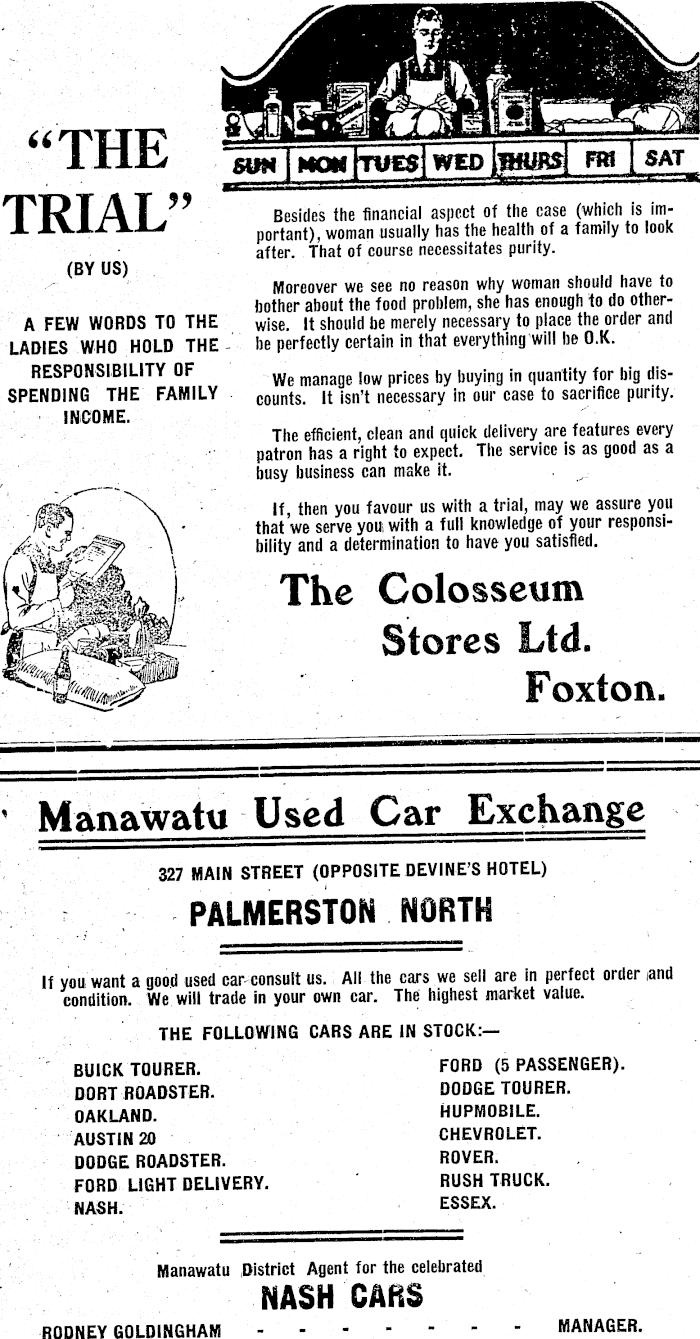 "THE
TRIAL"
(BY US)
A FEW WORDS TO THE
LADIES WHO HOLD THE
RESPONSIBILITY OF
SPENDING THE FAMILY
INCOME.
SUN MON TUES WED THURS FRI SAT
Besides the financial aspect of the case (which is im-
portant), woman usually has the health of a family to look
after. That of course necessitates purity.
Moreover we see no reason why woman should have to
bother about the food problem, she has enough to do other-
wise. It should be merely necessary to place the order and
be perfectly certain in that everything will be O.K.
We manage low prices by buying in quantity for big dis-
counts. It isn't necessary in our case to sacrifice purity.
The efficient, clean and quick delivery are features every
patron has a right to expect. The service is as good as a
busy business can make it.
If, then you favour us with a trial, may we assure you
that we serve you with a full knowledge of your responsi-
bility and a determination to have you satisfied.
The Colosseum
Stores Ltd.
Foxton.
Manawatu Used Car Exchange
327 MAIN STREET (OPPOSITE DEVINE'S HOTEL)
PALMERSTON NORTH
If you want a good used car consult us. All the cars we sell are in perfect order and
condition. We will trade in your own car. The highest market value.
THE FOLLOWING CARS ARE IN STOCK:—
BUICK TOURER.
DORT ROADSTER.
OAKLAND.
AUSTIN 20
DODGE ROADSTER.
FORD LIGHT DELIVERY.
NASH.
FORD (5 PASSENGER).
DODGE TOURER.
HUPMOBILE.
CHEVROLET.
ROVER.
RUSH TRUCK.
ESSEX.
Manawatu District Agent for the celebrated
NASH CARS
RODNEY GOLDINGHAM - - - - - - - MANAGER.